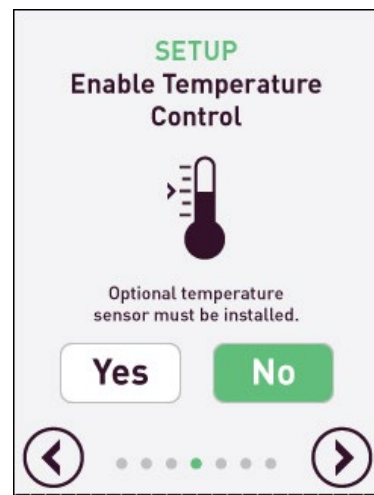 SETUP
Enable Temperature
Control
Optional temperature
sensor must be installed.
Yes
No